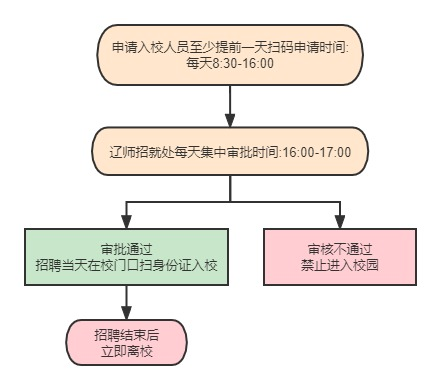 申请入校人员至少提前一天扫码申请时间:
每天8:30-16:00
辽师招就处每天集中审批时间:16:00-17:00
审批通过
招聘当天在校门口扫身份证入校
审核不通过
禁止进入校园
招聘结束后
立即离校